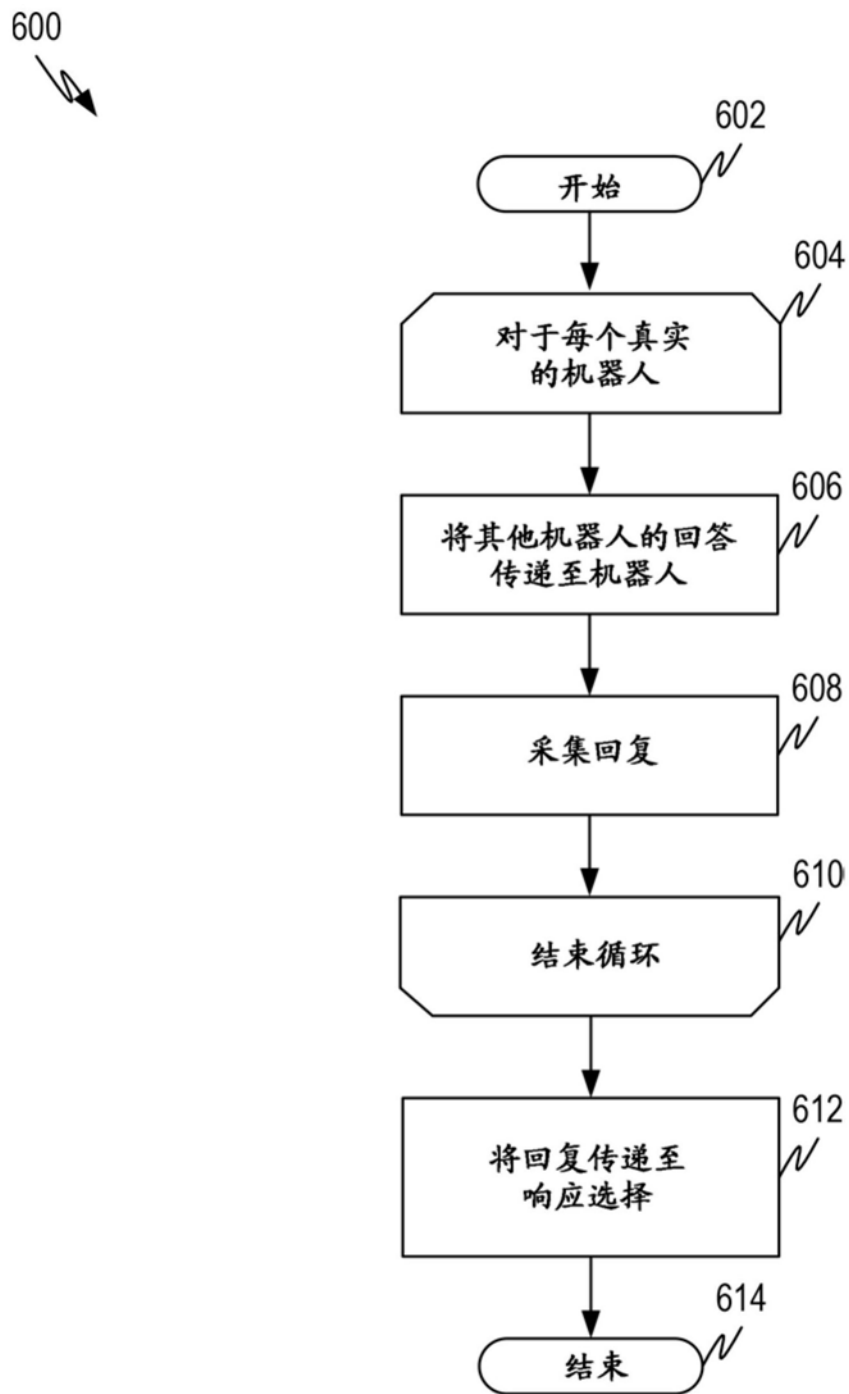 600
602
开始
604
对于每个真实
的机器人
606
将其他机器人的回答
传递至机器人
608
采集回复
610
结束循环
612
将回复传递至
响应选择
614
结束